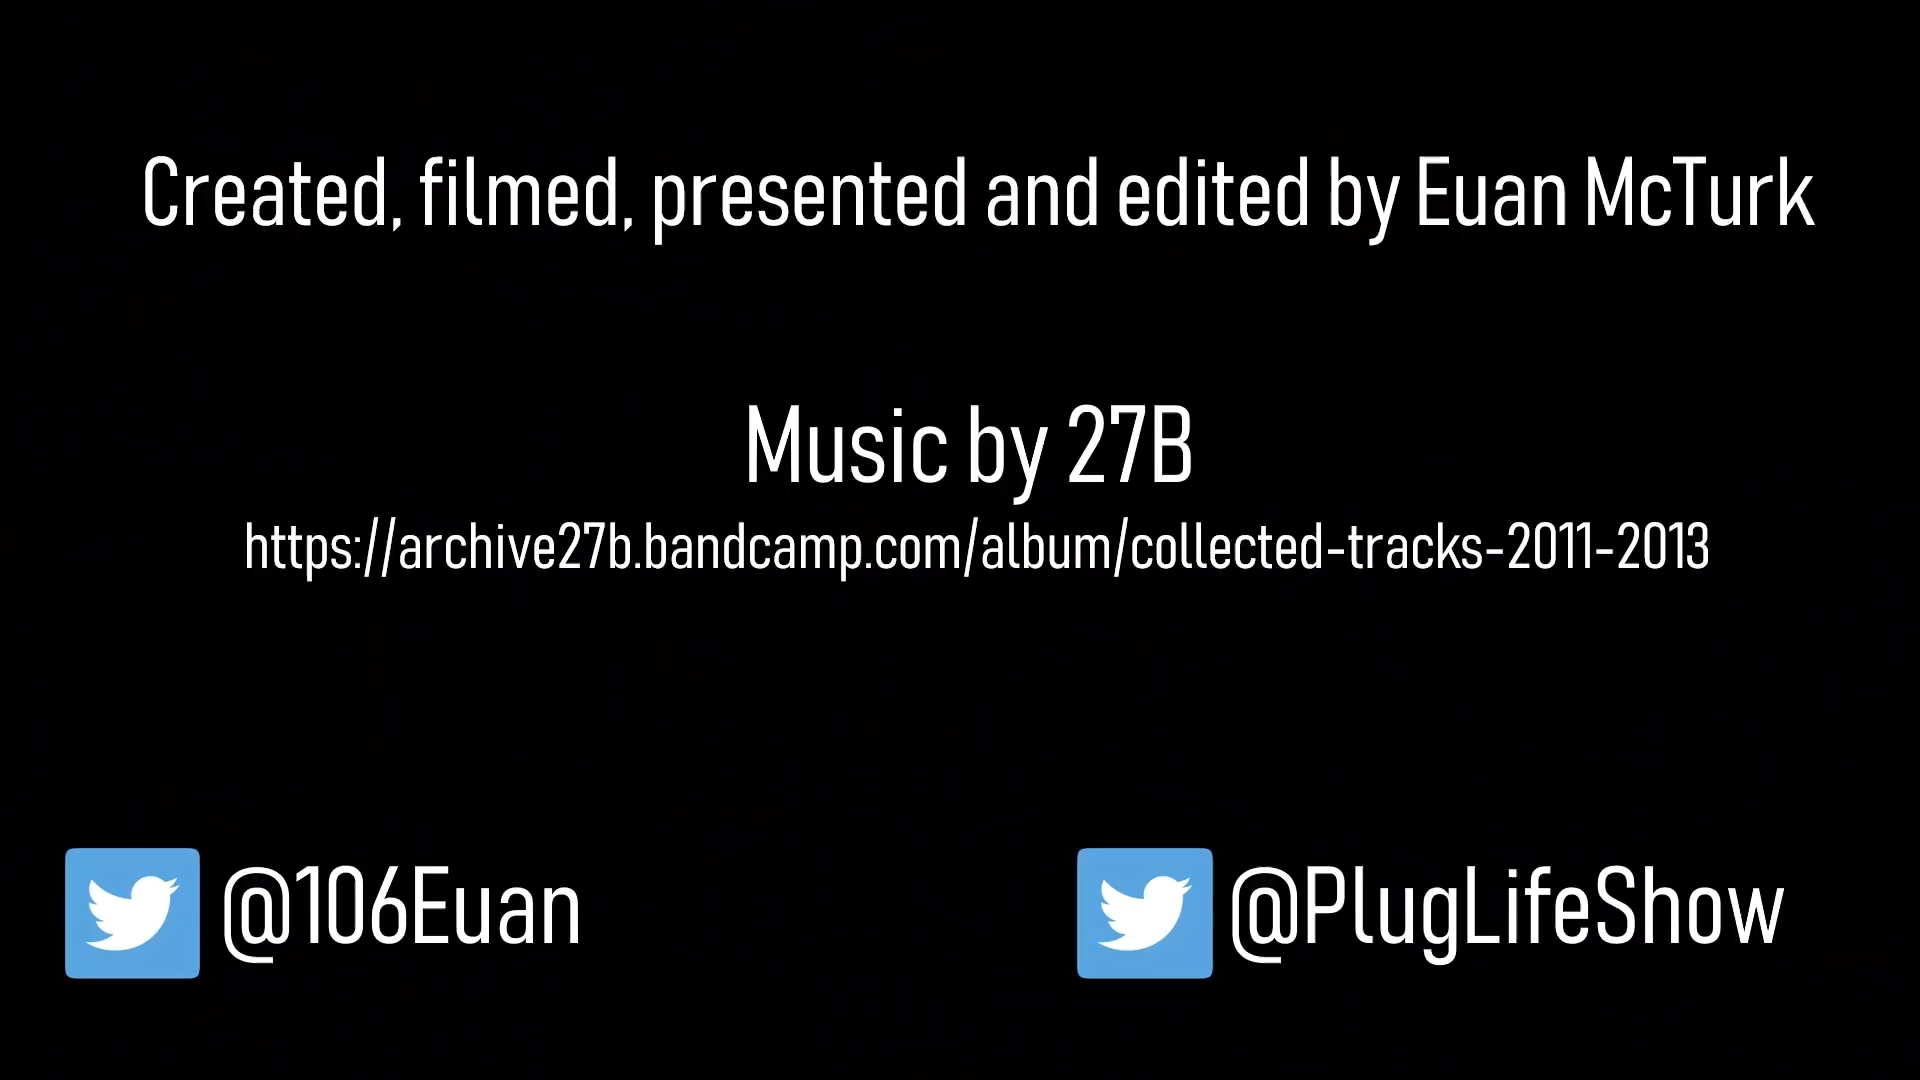 Created, filmed, presented and edited by Euan McTurk
Music by 27B
https://archive27b.bandcamp.com/album/collected-tracks-2011-2013
@106Euan
@PlugLifeShow